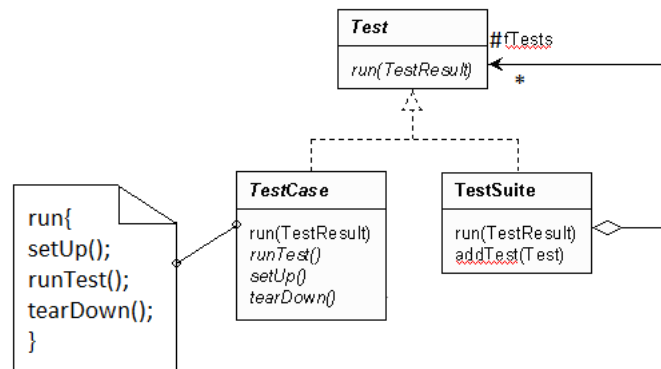 Test
#fTests
run(TestResult)
*
TestCase
TestSuite
run{
setUp();
runTest();
tearDown();
}
run(TestResult)
runTest()
setUp()
tearDown()
run(TestResult)
addTest(Test)